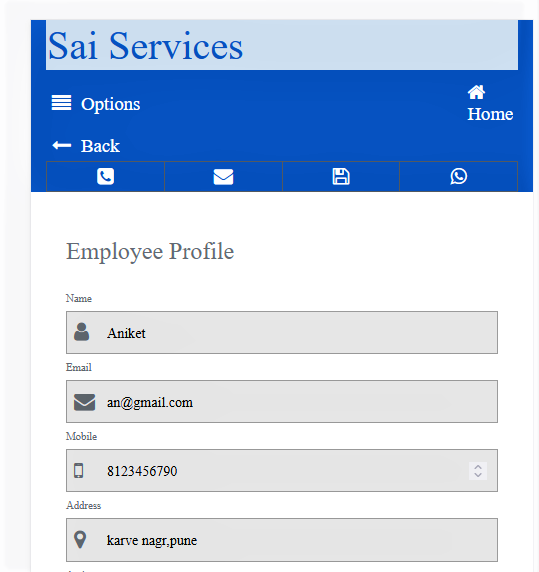 Sai Services
Options
Home
Back
Employee Profile
Name
Aniket
Email
an@gmail.com
Mobile
8123456790
Address
karve nagr,pune